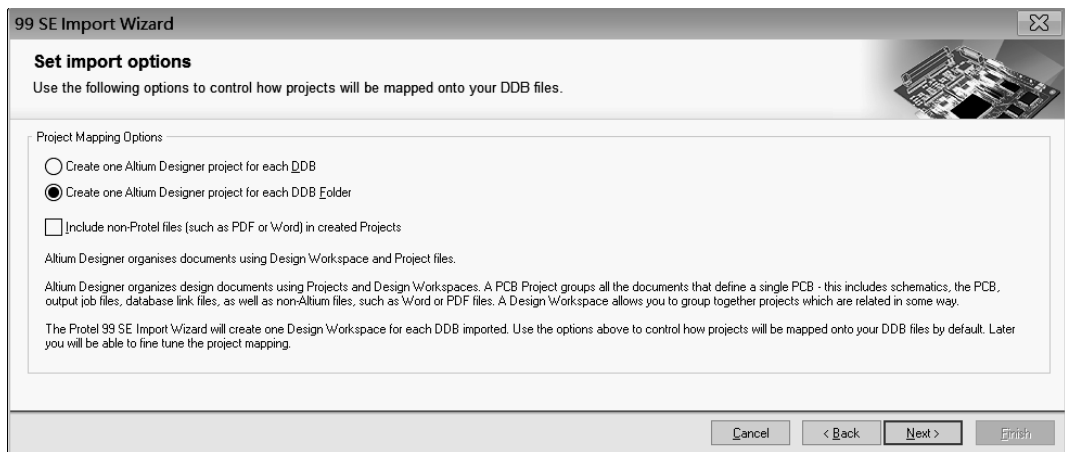 99 SE Import Wizard
Set import options
Use the following options to control how projects will be mapped onto your DDB files.
Project Mapping Options
Create one Altium Designer project for each DDB
Create one Altium Designer project for each DDB Folder
Include non-Protel files (such as PDF or Word) in created Projects
Altium Designer organises documents using Design Workspace and Project files.
Altium Designer organizes design documents using Projects and Design Workspaces. A PCB Project groups all the documents that define a single PCB - this includes schematics, the PCB,
output job files, database link files, as well as non-Altium files, such as Word or PDF files. A Design Workspace allows you to group together projects which are related in some way.
The Protel 99 SE Import Wizard will create one Design Workspace for each DDB imported. Use the options above to control how projects will be mapped onto your DDB files by default. Later
you will be able to fine tune the project mapping.
Cancel < Back Next > Finish